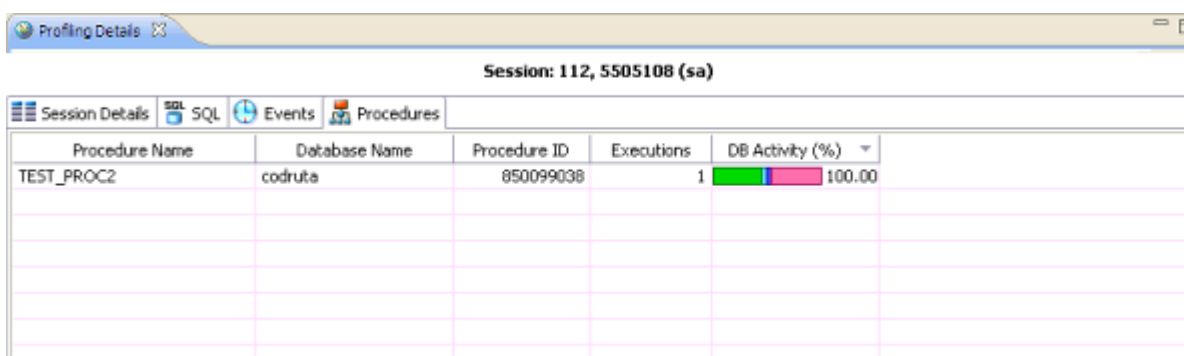 Profiling Details
Session: 112, 5505108 (sa)
Session Details SQL SQL Events Procedures
Procedure Name Database Name Procedure ID Executions DB Activity (%)
TEST_PROC2 codruta 850099038 1 100.00